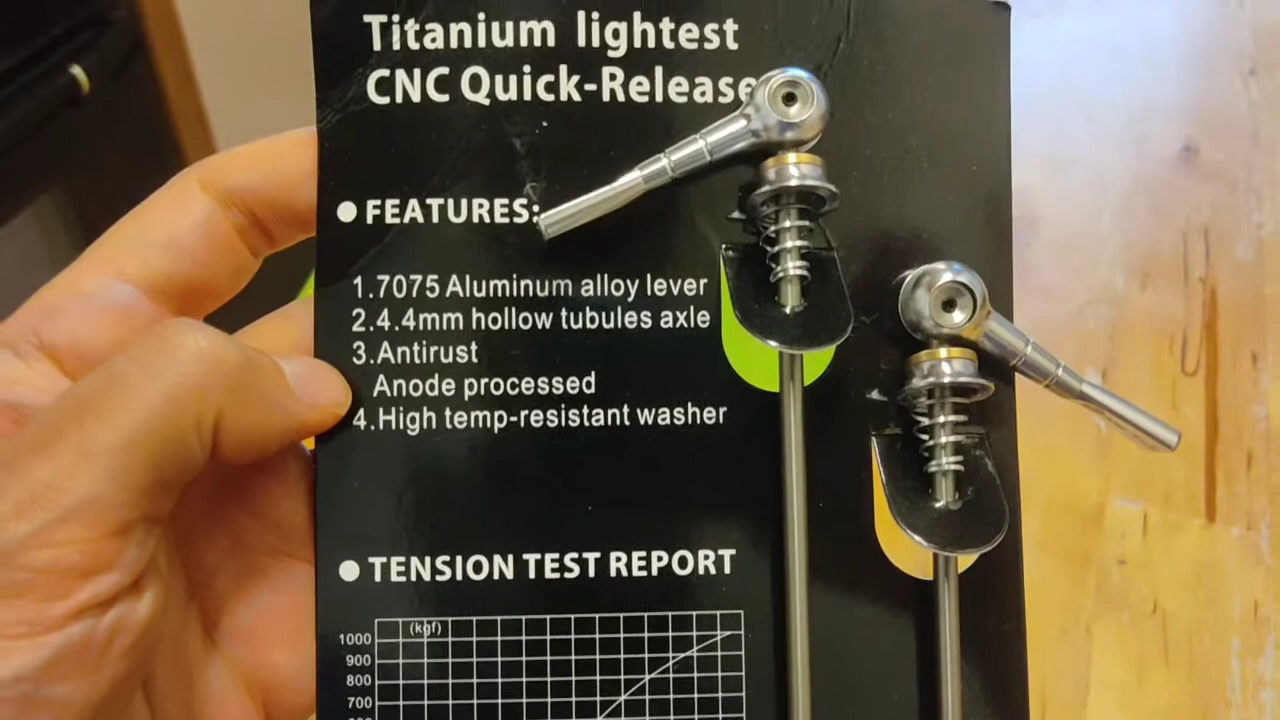 Titanium lightest
CNC Quick-Release
● FEATURES:
1.7075 Aluminum alloy lever
2.4.4mm hollow tubules axle
3.Antirust
Anode processed
4.High temp-resistant washer
● TENSION TEST REPORT
(kgf)
1000
900
800
700